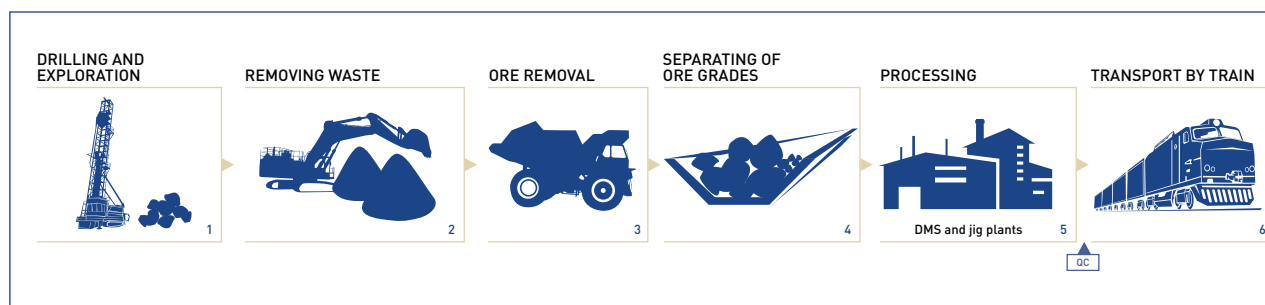 DRILLING AND
EXPLORATION
1
REMOVING WASTE
2
ORE REMOVAL
3
SEPARATING OF
ORE GRADES
4
PROCESSING
DMS and jig plants
5
QC
TRANSPORT BY TRAIN
6